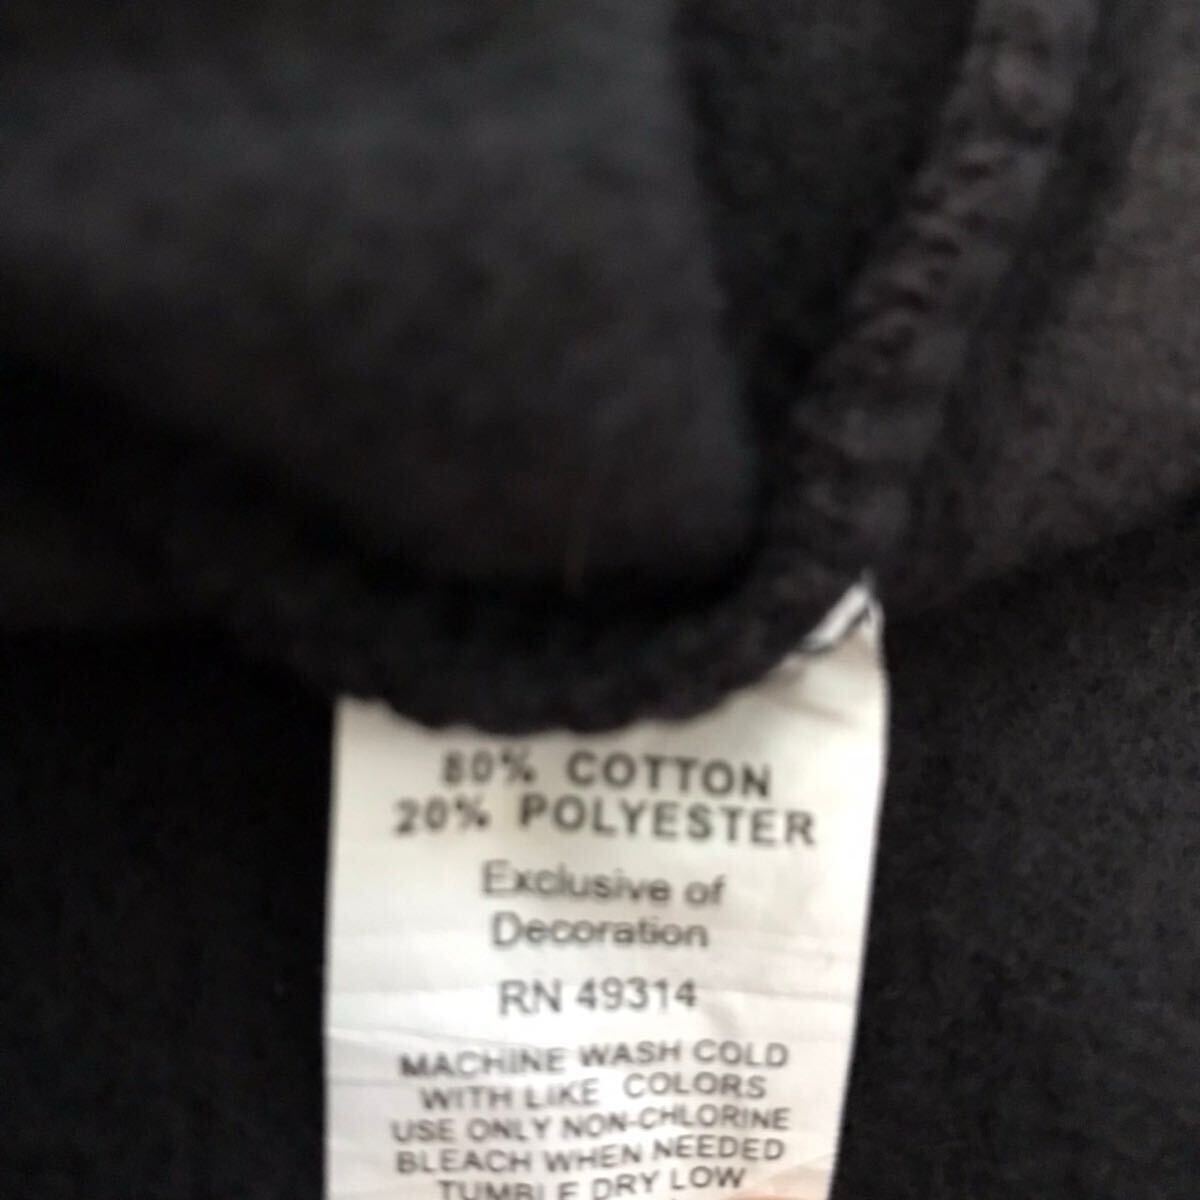 80% COTTON
20% POLYESTER
Exclusive of
Decoration
RN 49314
MACHINE WASH COLD
WITH LIKE COLORS
USE ONLY NON-CHLORINE
BLEACH WHEN NEEDED
TUMBLE DRY LOW